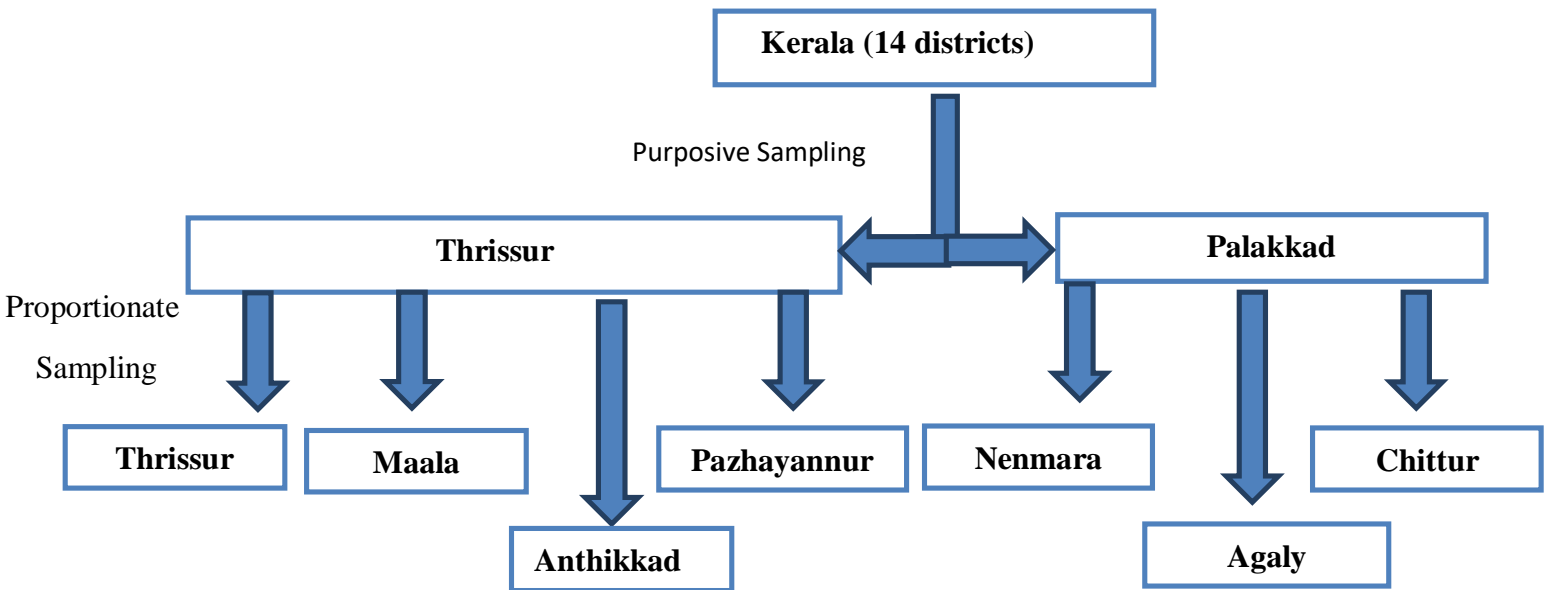 Kerala (14 districts)
Purposive Sampling
Thrissur
Palakkad
Proportionate
Sampling
Thrissur
Maala
Pazhayannur
Nenmara
Chittur
Anthikkad
Agaly